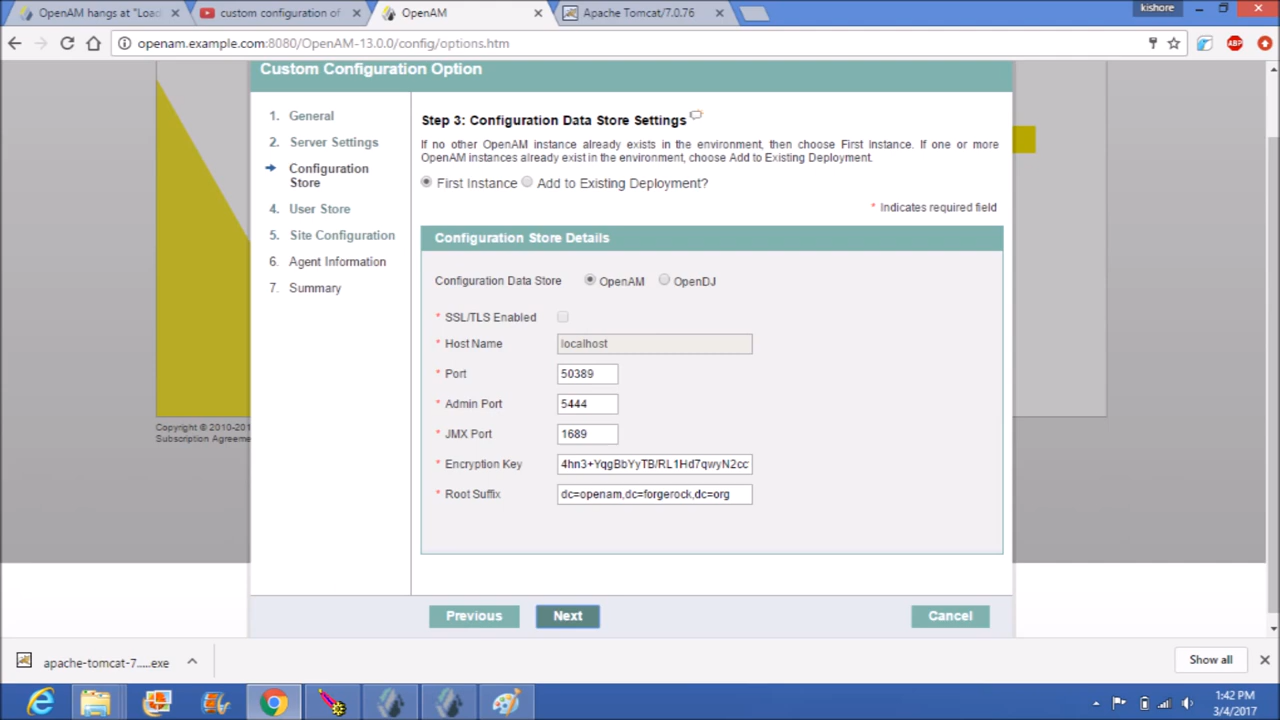 OpenAM hangs at "Load
custom configuration of
OpenAM
Apache Tomcat/7.0.76
kishore
openam.example.com:8080/OpenAM-13.0.0/config/options.htm
ABP
Custom Configuration Option
1. General
2. Server Settings
Configuration
Store
4. User Store
5. Site Configuration
6. Agent Information
7. Summary
Step 3: Configuration Data Store Settings
If no other OpenAM instance already exists in the environment, then choose First Instance. If one or more
OpenAM instances already exist in the environment, choose Add to Existing Deployment.
First Instance Add to Existing Deployment?
* Indicates required field
Configuration Store Details
Configuration Data Store OpenAM OpenDJ
* SSL/TLS Enabled
* Host Name localhost
* Port 50389
* Admin Port 5444
* JMX Port 1689
* Encryption Key 4hn3+YqgBbYyTB/RL1Hd7qwyN2cc
* Root Suffix dc=openam,dc=forgerock,dc=org
Copyright © 2010-201
Subscription Agreeme
Previous Next Cancel
apache-tomcat-7.....exe
Show all
1:42 PM
3/4/2017